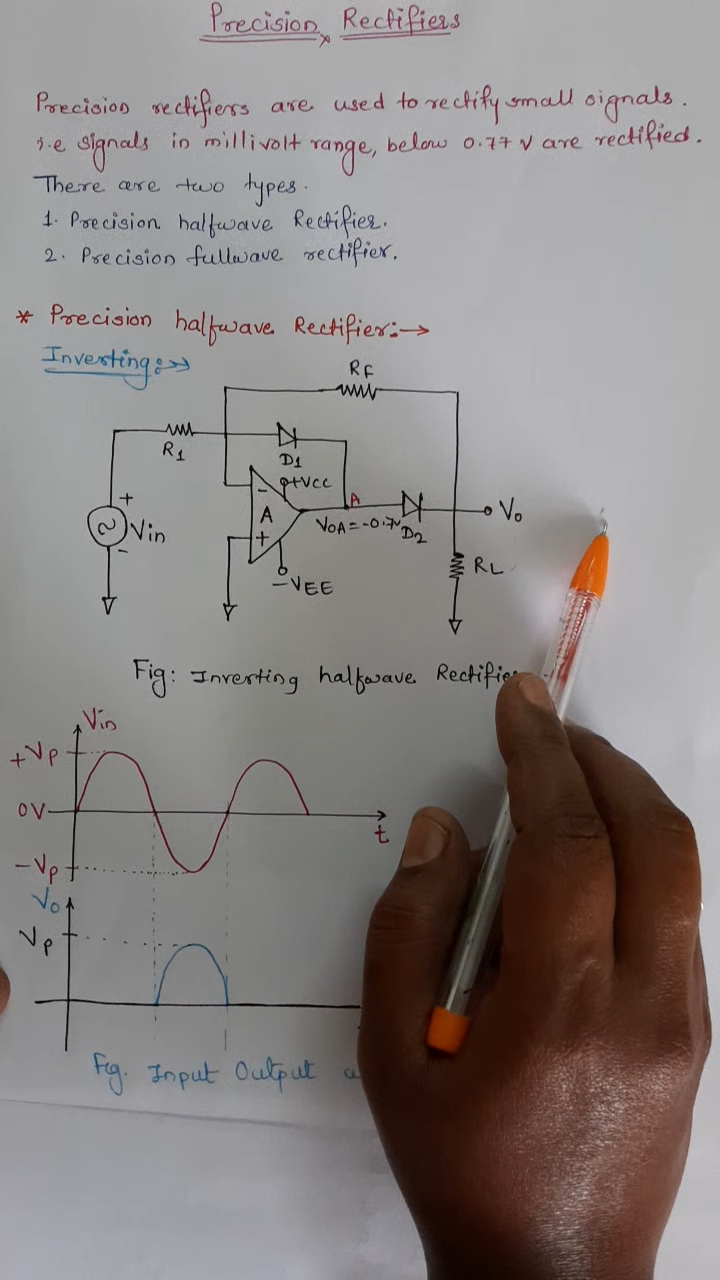 Precision Rectifiers
Precision rectifiers are used to rectify small signals.
i.e signals in millivolt range, below 0.77 V are rectified.
There are two types.
1. Precision halfwave Rectifier.
2. Precision fullwave rectifier.
* Precision halfwave Rectifier:→
Inverting:→
RF
R1
D1
+VCC
A
-
A
+
VOA = -0.7V
D2
Vo
+
Vin
-
-VEE
RL
Fig: Inverting halfwave Rectifie
Vin
+Vp
0V
t
-Vp
Vo
Vp
Fig. Input Output